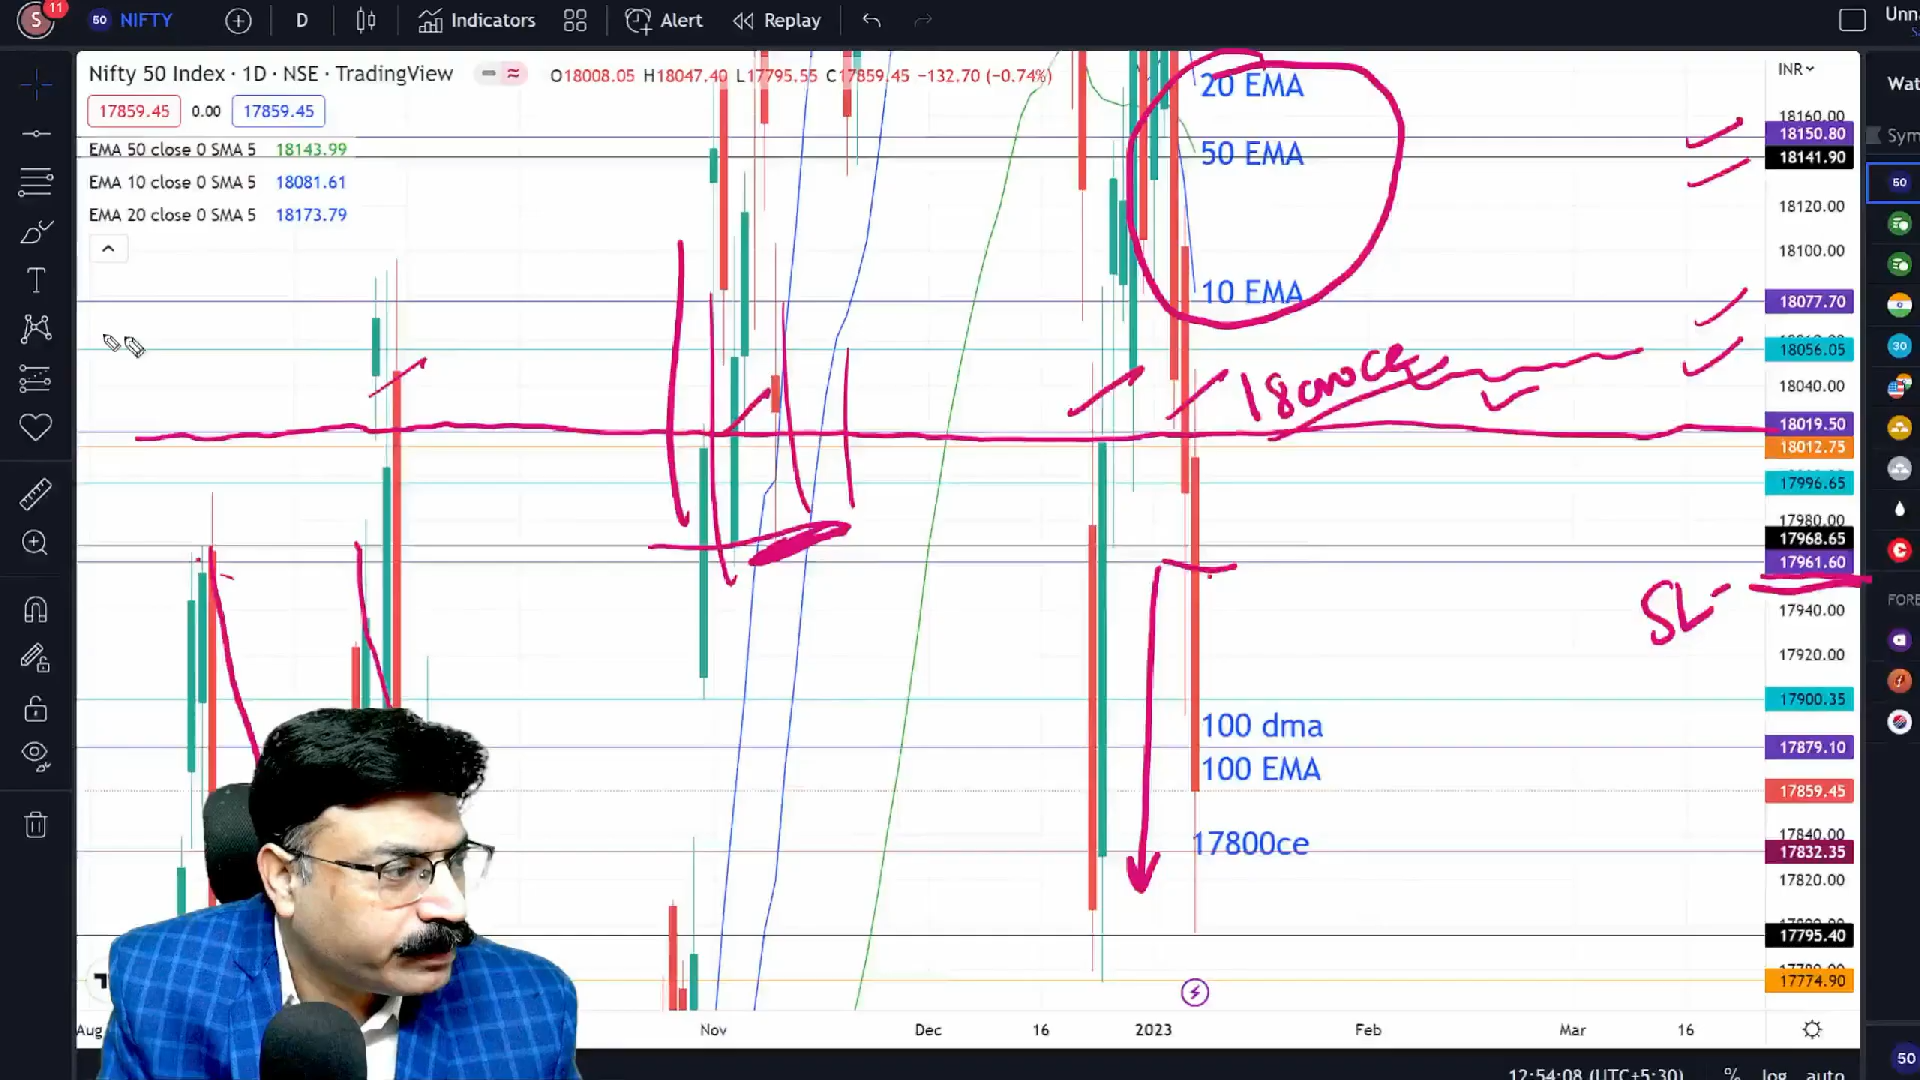 S 11 50 NIFTY D Indicators Alert Replay
Nifty 50 Index · 1D · NSE · TradingView O18008.05 H18047.40 L17795.55 C17859.45 −132.70 (−0.74%) INR
17859.45 0.00 17859.45
EMA 50 close 0 SMA 5 18143.99
EMA 10 close 0 SMA 5 18081.61
EMA 20 close 0 SMA 5 18173.79
20 EMA
50 EMA
10 EMA
SL-
100 dma
100 EMA
17800ce
18160.00
18150.80
18141.90
18120.00
18100.00
18077.70
18056.05
18040.00
18019.50
18012.75
17996.65
17980.00
17968.65
17961.60
17940.00
17920.00
17900.35
17879.10
17859.45
17840.00
17832.35
17820.00
17795.40
17774.90
Aug Nov Dec 16 2023 Feb Mar 16
12:54:08 (UTC+5:30) % log auto
50
30
50